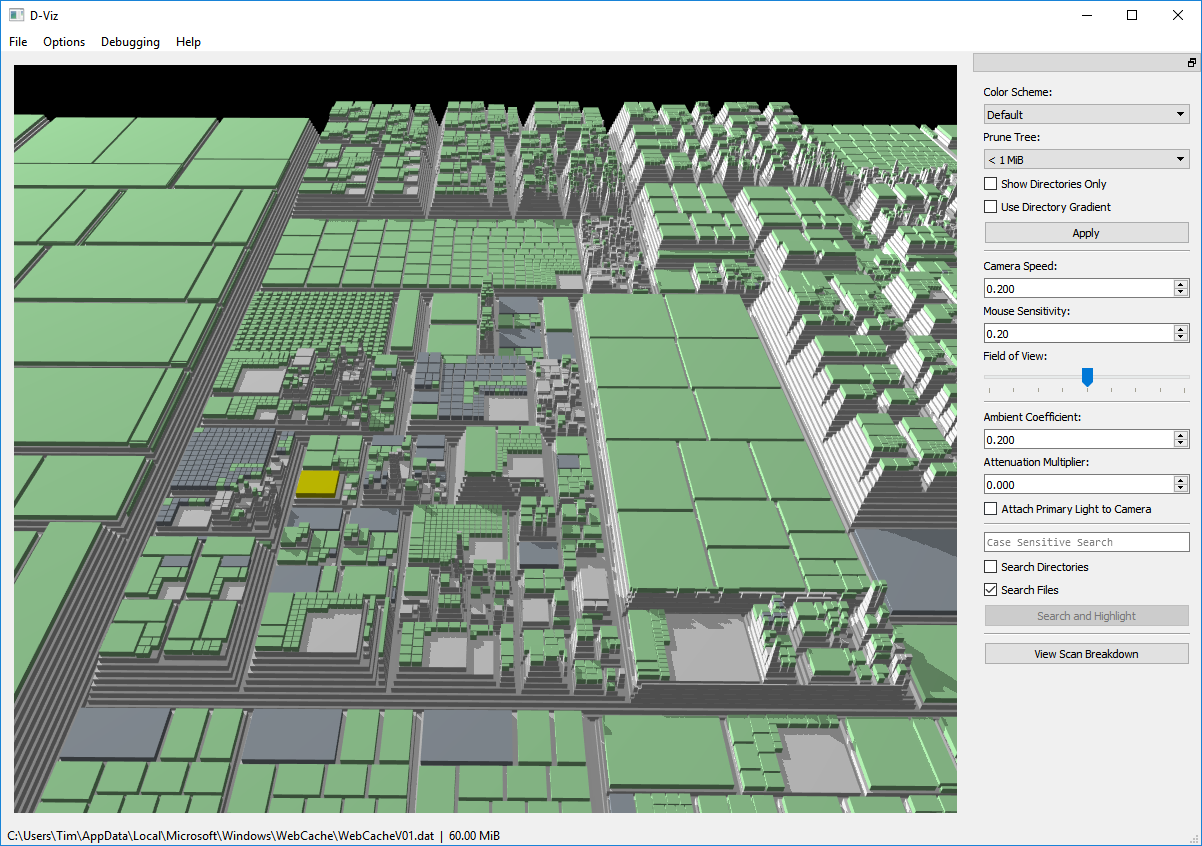 D-Viz
File Options Debugging Help
Color Scheme:
Default
Prune Tree:
< 1 MiB
Show Directories Only
Use Directory Gradient
Apply
Camera Speed:
0.200
Mouse Sensitivity:
0.20
Field of View:
Ambient Coefficient:
0.200
Attenuation Multiplier:
0.000
Attach Primary Light to Camera
Case Sensitive Search
Search Directories
Search Files
Search and Highlight
View Scan Breakdown
C:\Users\Tim\AppData\Local\Microsoft\Windows\WebCache\WebCacheV01.dat | 60.00 MiB